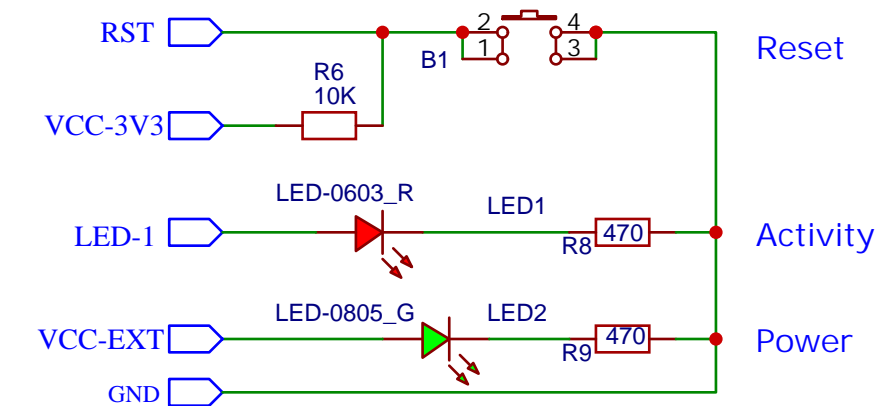 RST
2 4
1 3
B1
Reset
R6
10K
VCC-3V3
LED-0603_R
LED1
LED-1
R8
470
Activity
LED-0805_G
LED2
VCC-EXT
R9
470
Power
GND